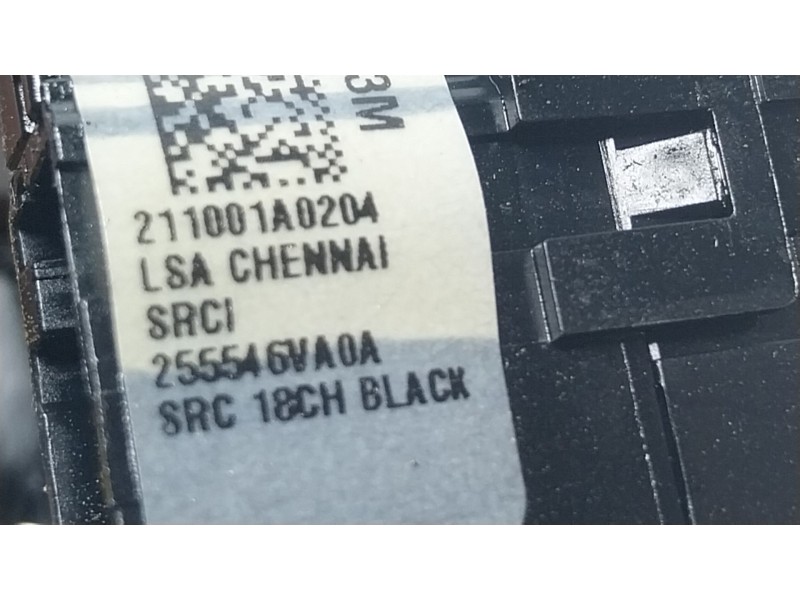 3M
211001A0204
LSA CHENNAI
SRCI
255546VA0A
SRC 18CH BLACK